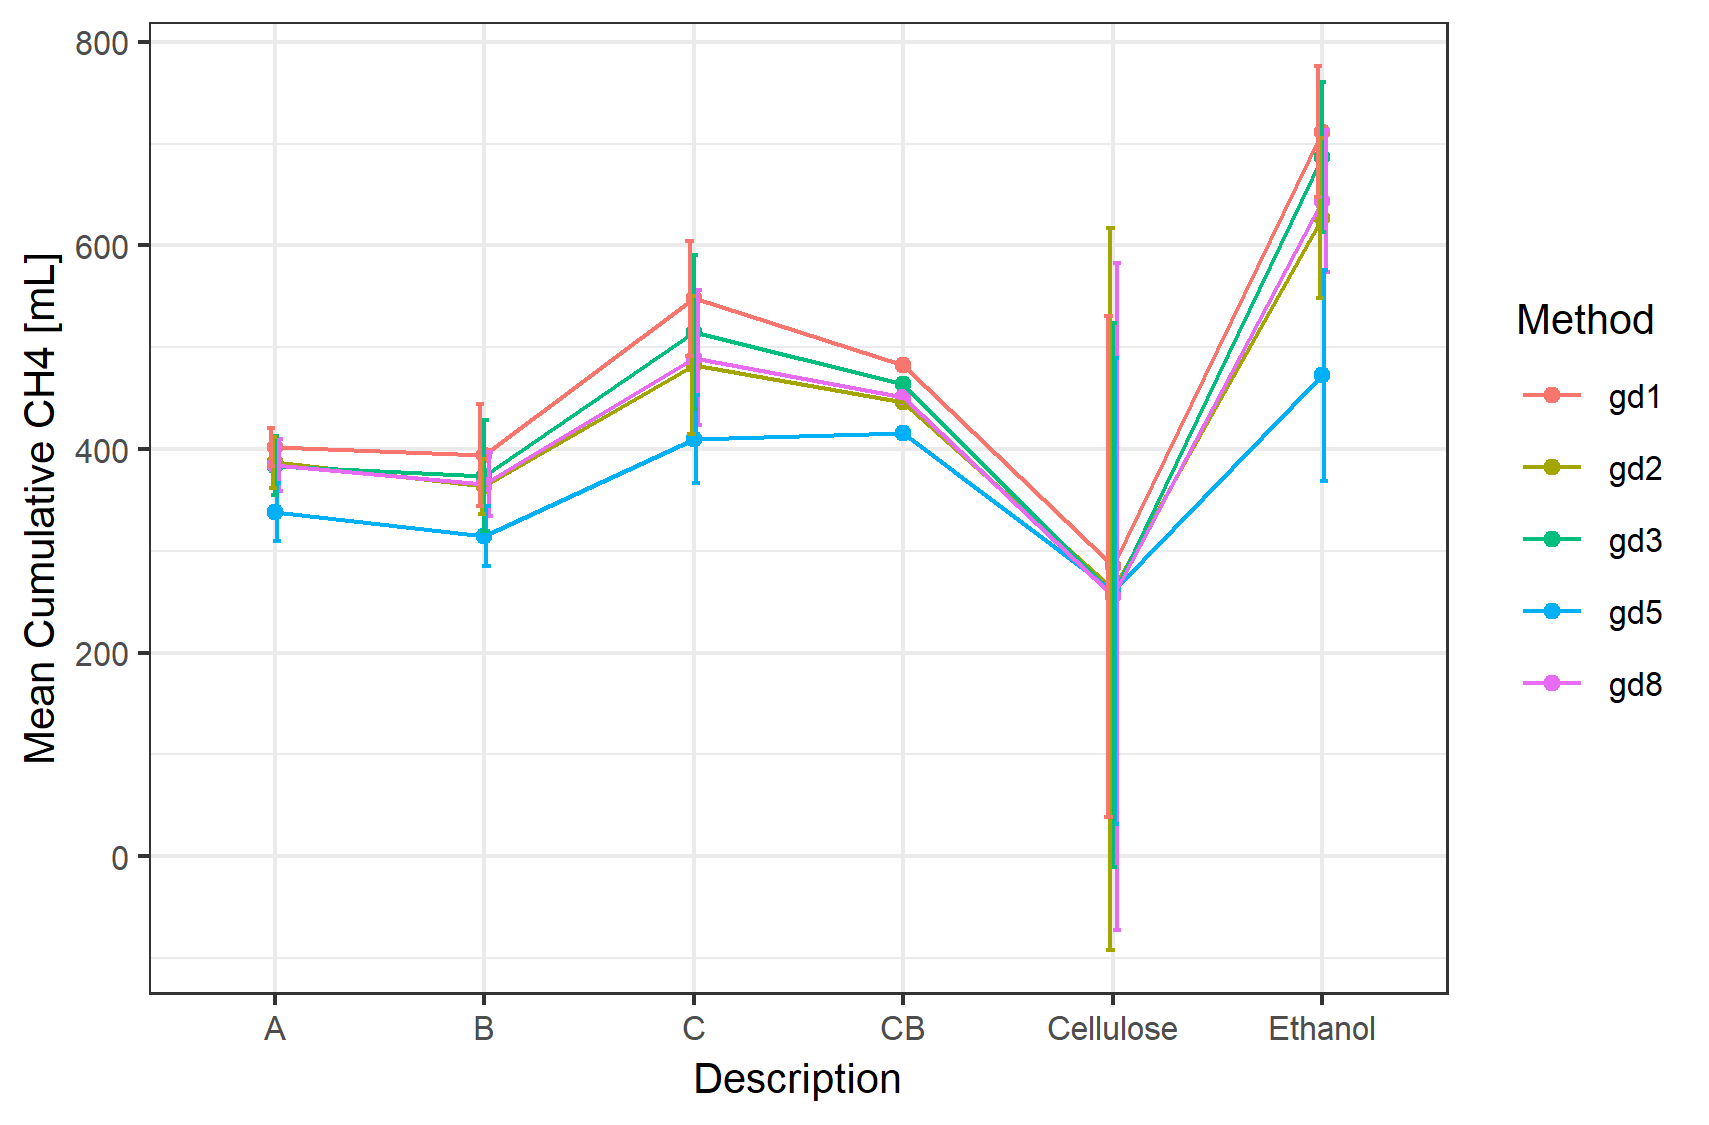 Mean Cumulative CH4 [mL]
800
600
400
200
0
A B C CB Cellulose Ethanol
Description
Method
gd1
gd2
gd3
gd5
gd8